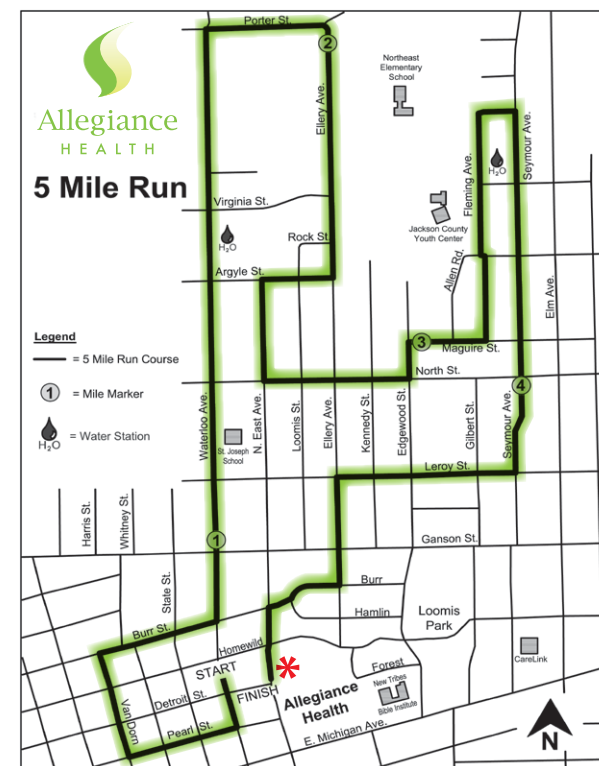 Allegiance
HEALTH
5 Mile Run
Porter St.
2
Ellery Ave.
Northeast
Elementary
School
Seymour Ave.
H₂O
Fleming Ave.
Virginia St.
Jackson County
Youth Center
H₂O
Rock St.
Argyle St.
Allen Rd.
Elm Ave.
Legend
= 5 Mile Run Course
1
= Mile Marker
H₂O
= Water Station
3
Maguire St.
North St.
4
Waterloo Ave.
St. Joseph
School
N. East Ave.
Loomis St.
Ellery Ave.
Kennedy St.
Edgewood St.
Gilbert St.
Seymour Ave.
Leroy St.
Harris St.
Whitney St.
1
Ganson St.
State St.
Burr
Hamlin
Loomis
Park
Burr St.
Homewild
START
*
Forest
CareLink
Detroit St.
FINISH
Allegiance
Health
New Tribes
Bible Institute
Van Dorn
Pearl St.
E. Michigan Ave.
N